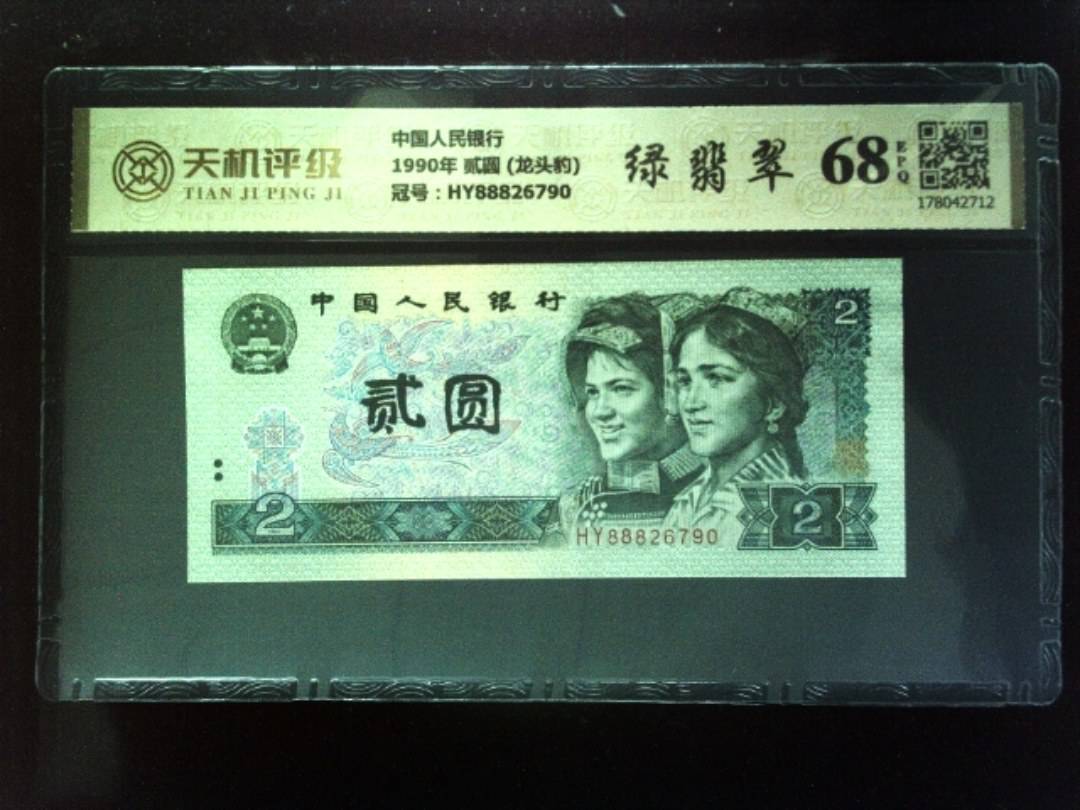 天机评级
TIAN JI PING JI
中国人民银行
1990年 贰圆 (龙头豹)
冠号：HY88826790
绿翡翠
68
EPQ
178042712
中国人民银行
2
贰圆
2
HY88826790
2